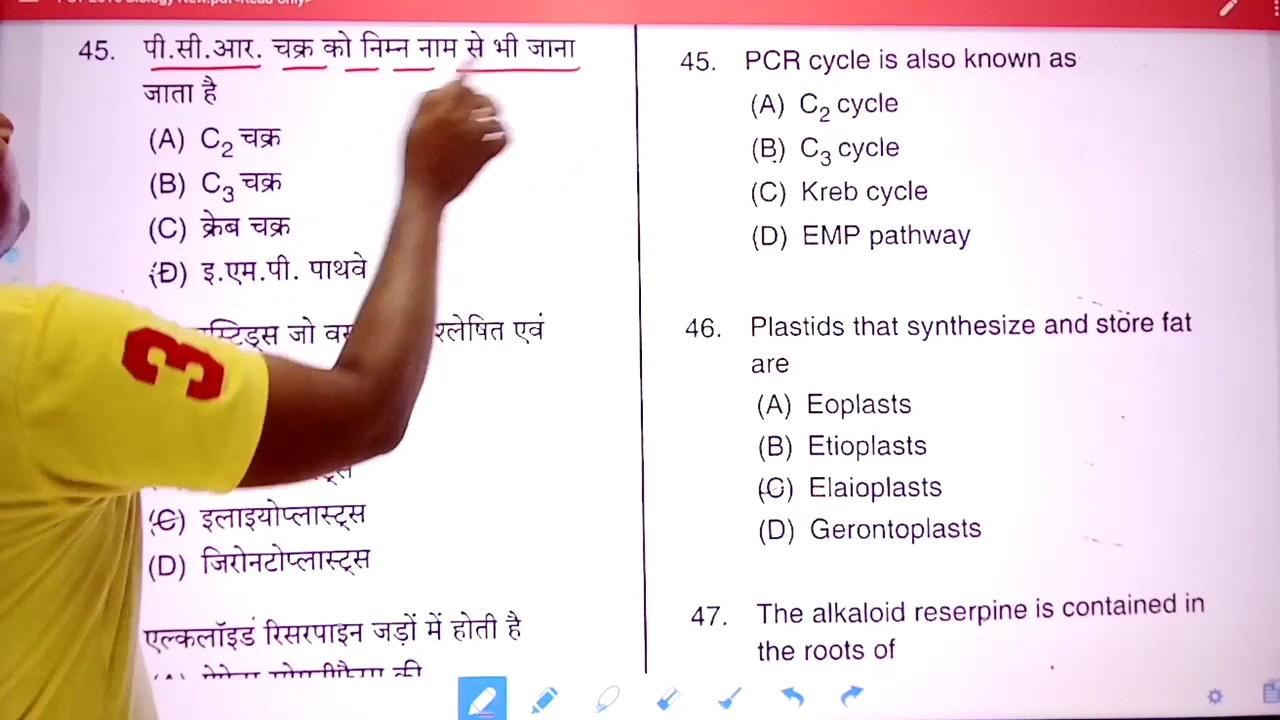 45. पी.सी.आर. चक्र को निम्न नाम से भी जाना
जाता है
(A) C2 चक्र
(B) C3 चक्र
(C) क्रेब चक्र
(D) इ.एम.पी. पाथवे
जो
एवं
(C) इलाइयोप्लास्ट्स
(D) जिरोनटोप्लास्ट्स
एल्कलॉइड रिसरपाइन जड़ों में होती है
45. PCR cycle is also known as
(A) C2 cycle
(B) C3 cycle
(C) Kreb cycle
(D) EMP pathway
46. Plastids that synthesize and store fat
are
(A) Eoplasts
(B) Etioplasts
(C) Elaioplasts
(D) Gerontoplasts
47. The alkaloid reserpine is contained in
the roots of
3